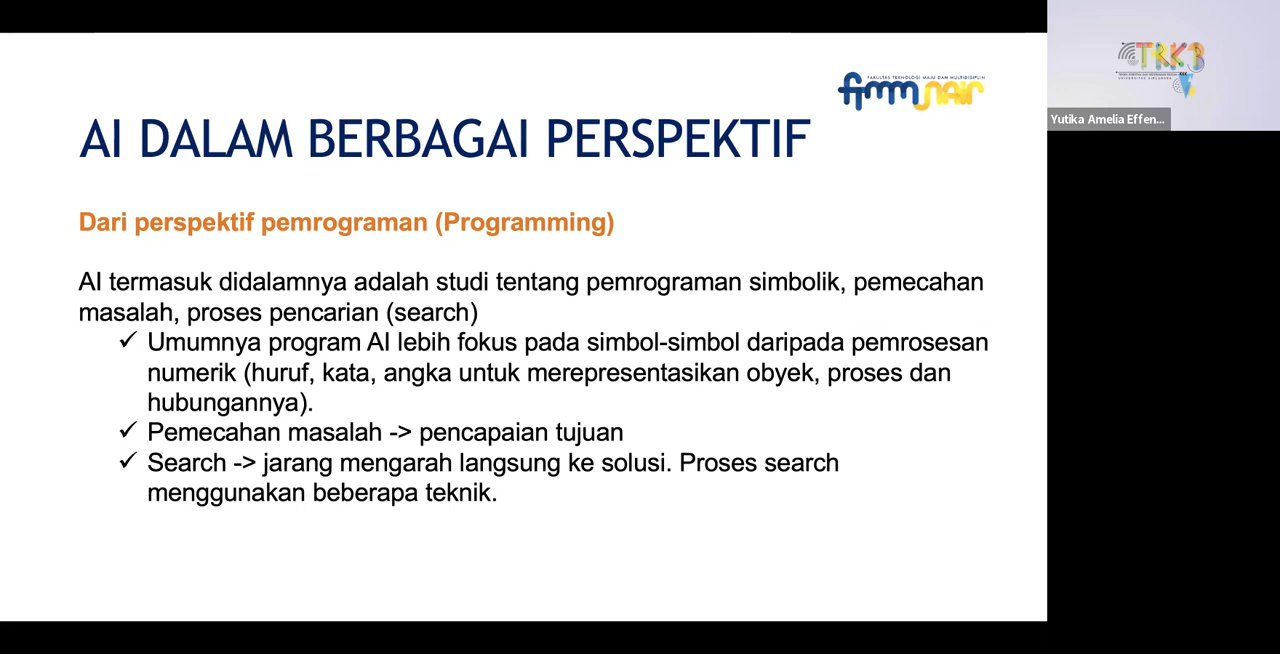 FAKULTAS TEKNOLOGI MAJU DAN MULTIDISIPLIN
ftmm unair
AI DALAM BERBAGAI PERSPEKTIF
Dari perspektif pemrograman (Programming)
AI termasuk didalamnya adalah studi tentang pemrograman simbolik, pemecahan
masalah, proses pencarian (search)
✓ Umumnya program AI lebih fokus pada simbol-simbol daripada pemrosesan
numerik (huruf, kata, angka untuk merepresentasikan obyek, proses dan
hubungannya).
✓ Pemecahan masalah -> pencapaian tujuan
✓ Search -> jarang mengarah langsung ke solusi. Proses search
menggunakan beberapa teknik.
TRKB
UNIVERSITAS AIRLANGGA
Yutika Amelia Effen...